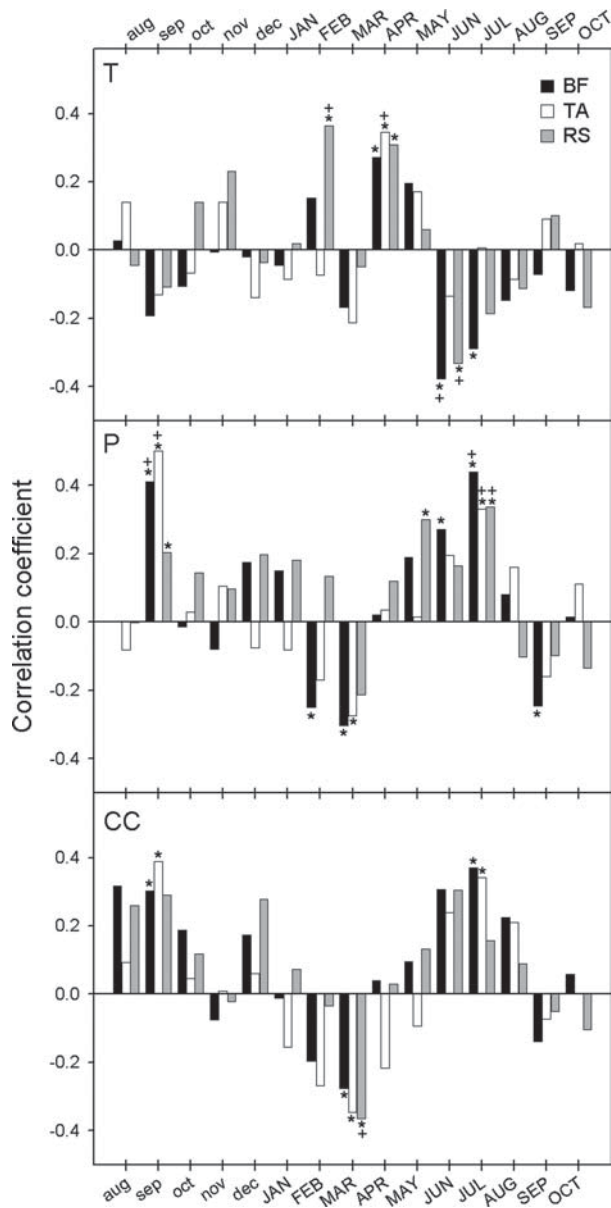 aug sep oct nov dec JAN FEB MAR APR MAY JUN JUL AUG SEP OCT
T
BF
TA
RS
0.4
0.2
0.0
-0.2
-0.4
* + * + * * * + * + *
P
0.4
0.2
0.0
-0.2
-0.4
+ * + * * * * * * * + * + * + * *
CC
0.4
0.2
0.0
-0.2
-0.4
* * * * * * + *
Correlation coefficient
aug sep oct nov dec JAN FEB MAR APR MAY JUN JUL AUG SEP OCT